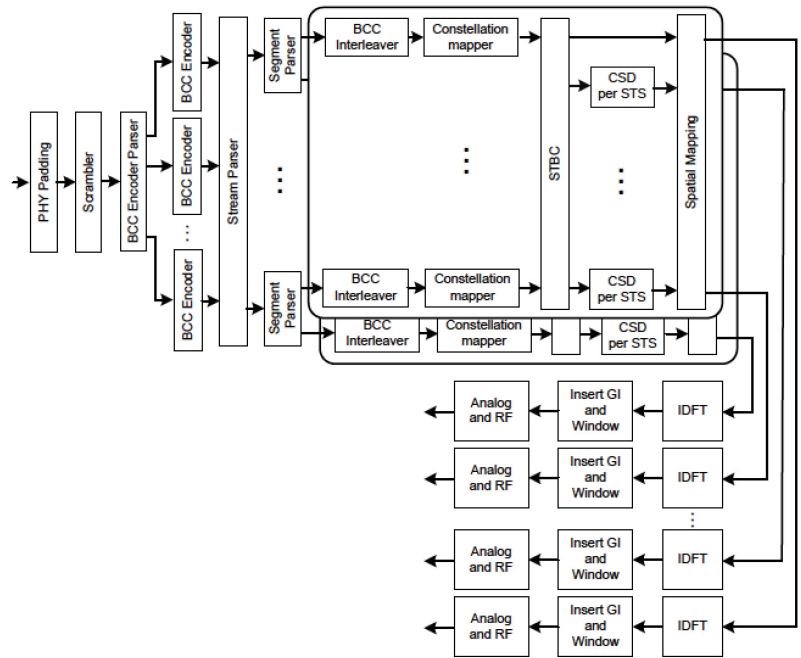 PHY Padding
Scrambler
BCC Encoder Parser
BCC Encoder
BCC Encoder
...
BCC Encoder
Stream Parser
Segment
Parser
...
Segment
Parser
BCC
Interleaver
Constellation
mapper
...
BCC
Interleaver
Constellation
mapper
STBC
CSD
per STS
...
CSD
per STS
Spatial Mapping
BCC
Interleaver
Constellation
mapper
CSD
per STS
Analog
and RF
Insert GI
and
Window
IDFT
Analog
and RF
Insert GI
and
Window
IDFT
...
Analog
and RF
Insert GI
and
Window
IDFT
Analog
and RF
Insert GI
and
Window
IDFT